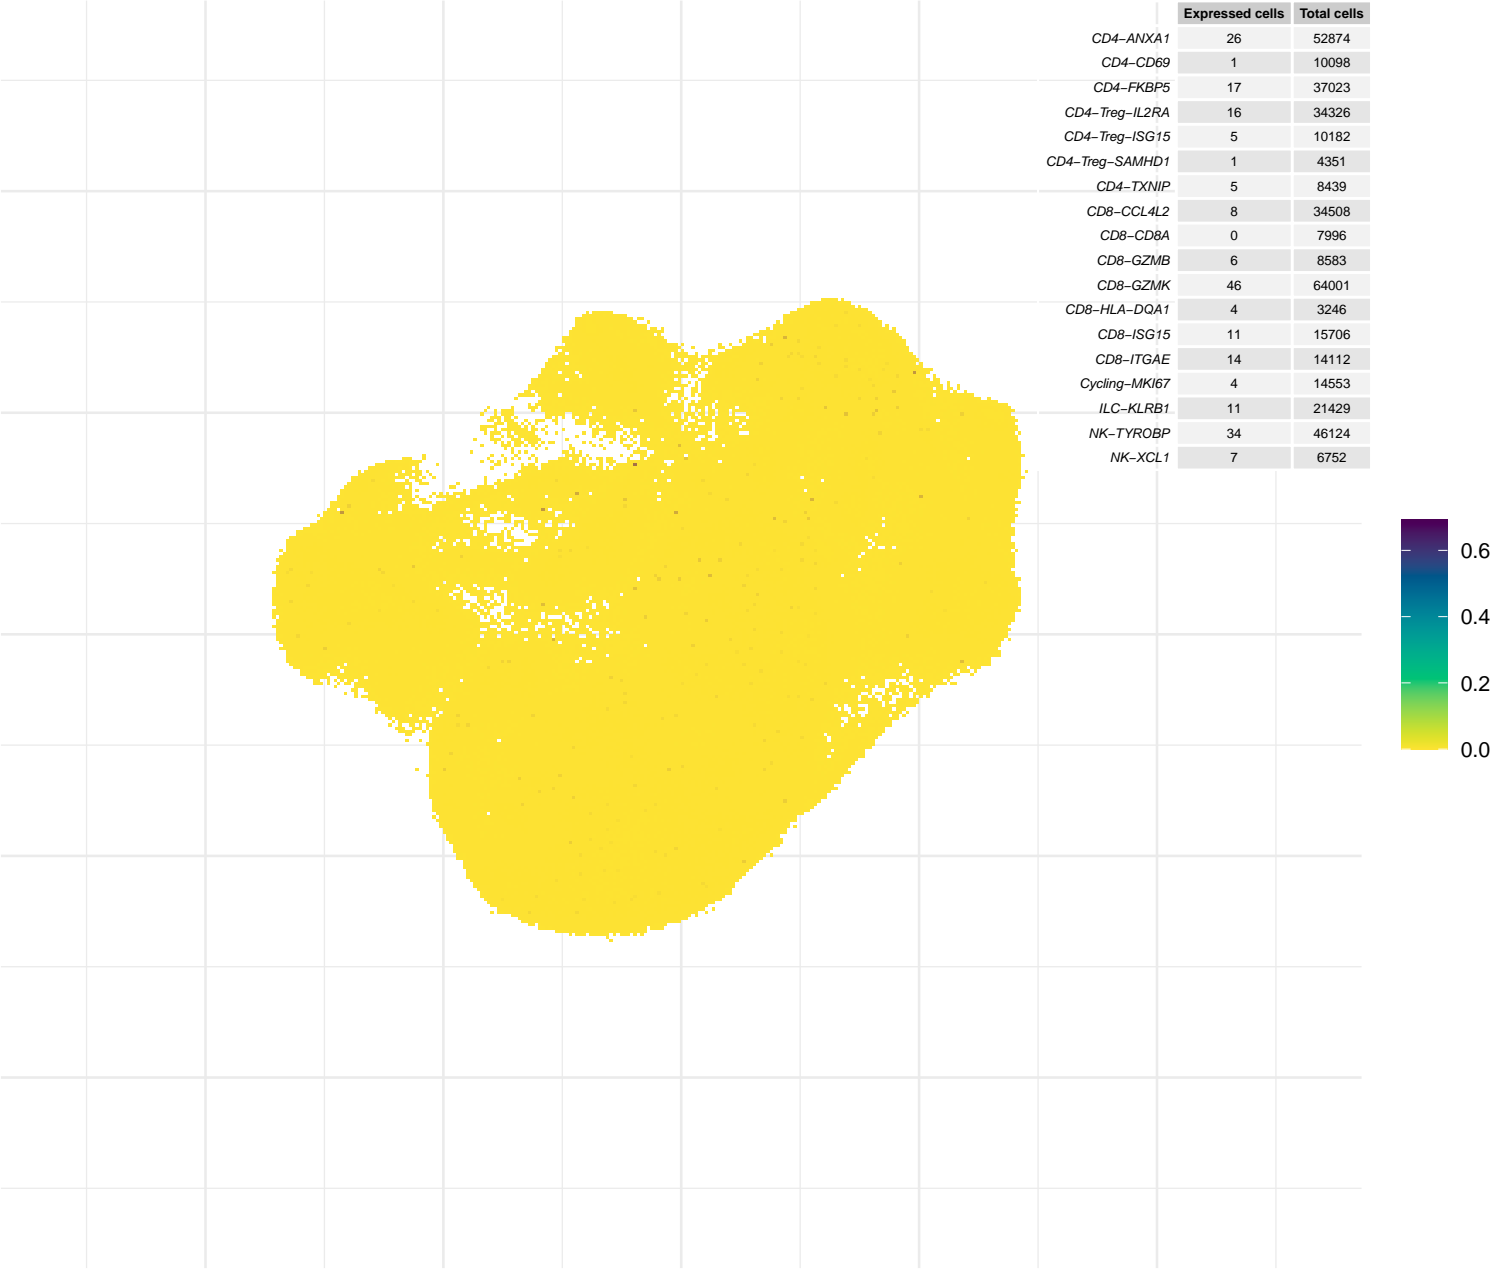 Expressed cells Total cells
CD4−ANXA1 26 52874
CD4−CD69 1 10098
CD4−FKBP5 17 37023
CD4−Treg−IL2RA 16 34326
CD4−Treg−ISG15 5 10182
CD4−Treg−SAMHD1 1 4351
CD4−TXNIP 5 8439
CD8−CCL4L2 8 34508
CD8−CD8A 0 7996
CD8−GZMB 6 8583
CD8−GZMK 46 64001
CD8−HLA−DQA1 4 3246
CD8−ISG15 11 15706
CD8−ITGAE 14 14112
Cycling−MKI67 4 14553
ILC−KLRB1 11 21429
NK−TYROBP 34 46124
NK−XCL1 7 6752
0.6
0.4
0.2
0.0